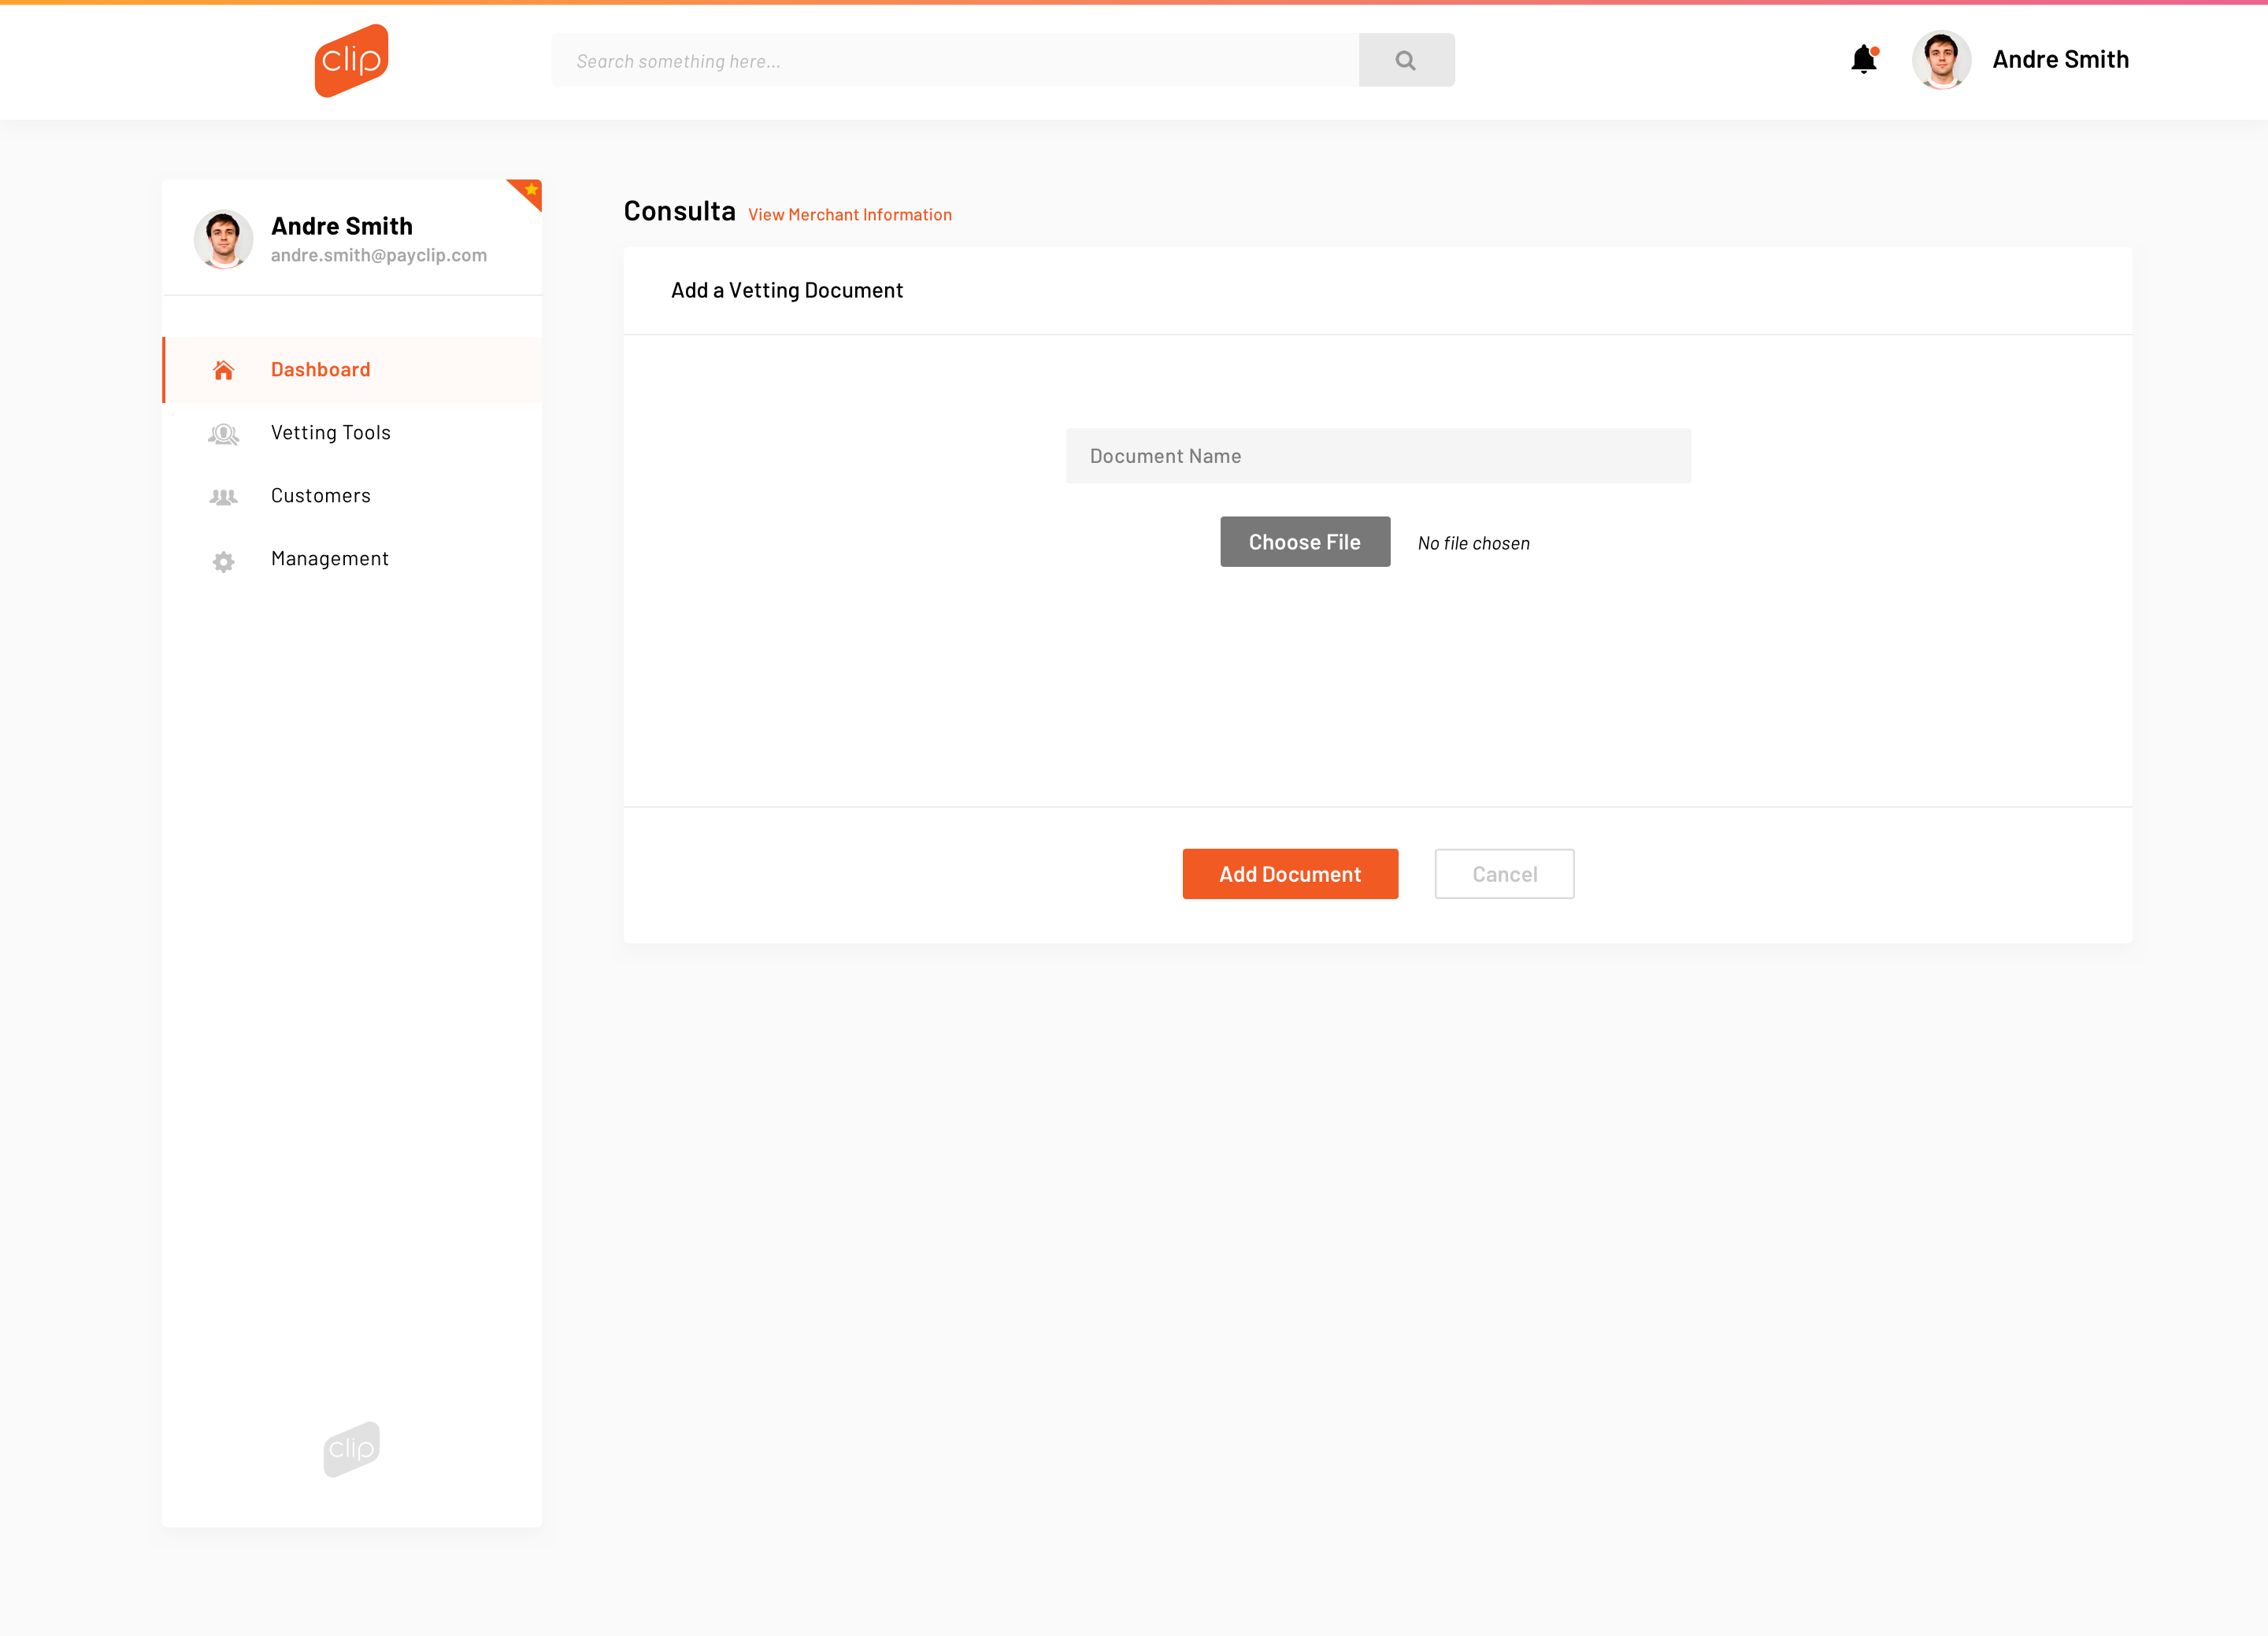 clip
Search something here...
Andre Smith
Andre Smith
andre.smith@payclip.com
Dashboard
Vetting Tools
Customers
Management
clip
Consulta View Merchant Information
Add a Vetting Document
Document Name
Choose File No file chosen
Add Document Cancel